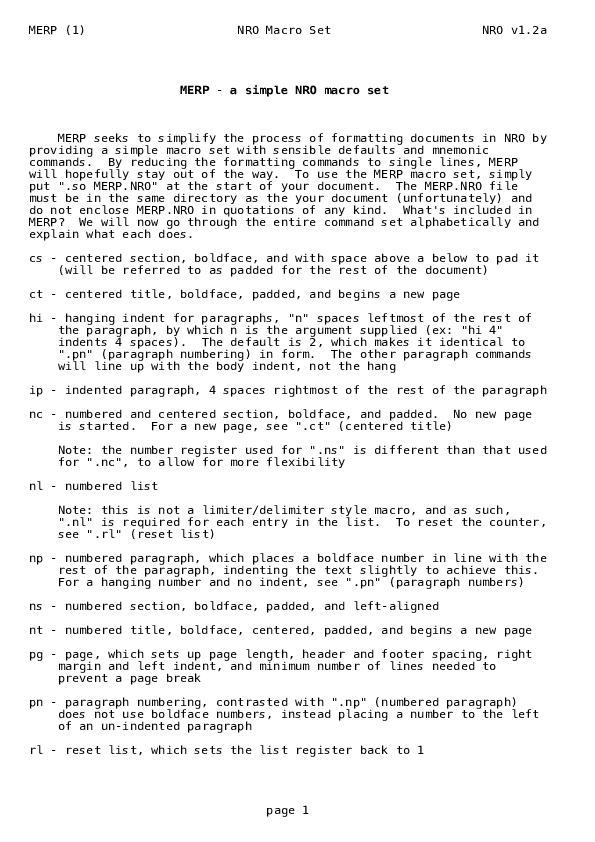 MERP (1) NRO Macro Set NRO v1.2a
MERP - a simple NRO macro set
MERP seeks to simplify the process of formatting documents in NRO by
providing a simple macro set with sensible defaults and mnemonic
commands. By reducing the formatting commands to single lines, MERP
will hopefully stay out of the way. To use the MERP macro set, simply
put ".so MERP.NRO" at the start of your document. The MERP.NRO file
must be in the same directory as the your document (unfortunately) and
do not enclose MERP.NRO in quotations of any kind. What's included in
MERP? We will now go through the entire command set alphabetically and
explain what each does.
cs - centered section, boldface, and with space above a below to pad it
(will be referred to as padded for the rest of the document)
ct - centered title, boldface, padded, and begins a new page
hi - hanging indent for paragraphs, "n" spaces leftmost of the rest of
the paragraph, by which n is the argument supplied (ex: "hi 4"
indents 4 spaces). The default is 2, which makes it identical to
".pn" (paragraph numbering) in form. The other paragraph commands
will line up with the body indent, not the hang
ip - indented paragraph, 4 spaces rightmost of the rest of the paragraph
nc - numbered and centered section, boldface, and padded. No new page
is started. For a new page, see ".ct" (centered title)
Note: the number register used for ".ns" is different than that used
for ".nc", to allow for more flexibility
nl - numbered list
Note: this is not a limiter/delimiter style macro, and as such,
".nl" is required for each entry in the list. To reset the counter,
see ".rl" (reset list)
np - numbered paragraph, which places a boldface number in line with the
rest of the paragraph, indenting the text slightly to achieve this.
For a hanging number and no indent, see ".pn" (paragraph numbers)
ns - numbered section, boldface, padded, and left-aligned
nt - numbered title, boldface, centered, padded, and begins a new page
pg - page, which sets up page length, header and footer spacing, right
margin and left indent, and minimum number of lines needed to
prevent a page break
pn - paragraph numbering, contrasted with ".np" (numbered paragraph)
does not use boldface numbers, instead placing a number to the left
of an un-indented paragraph
rl - reset list, which sets the list register back to 1
page 1